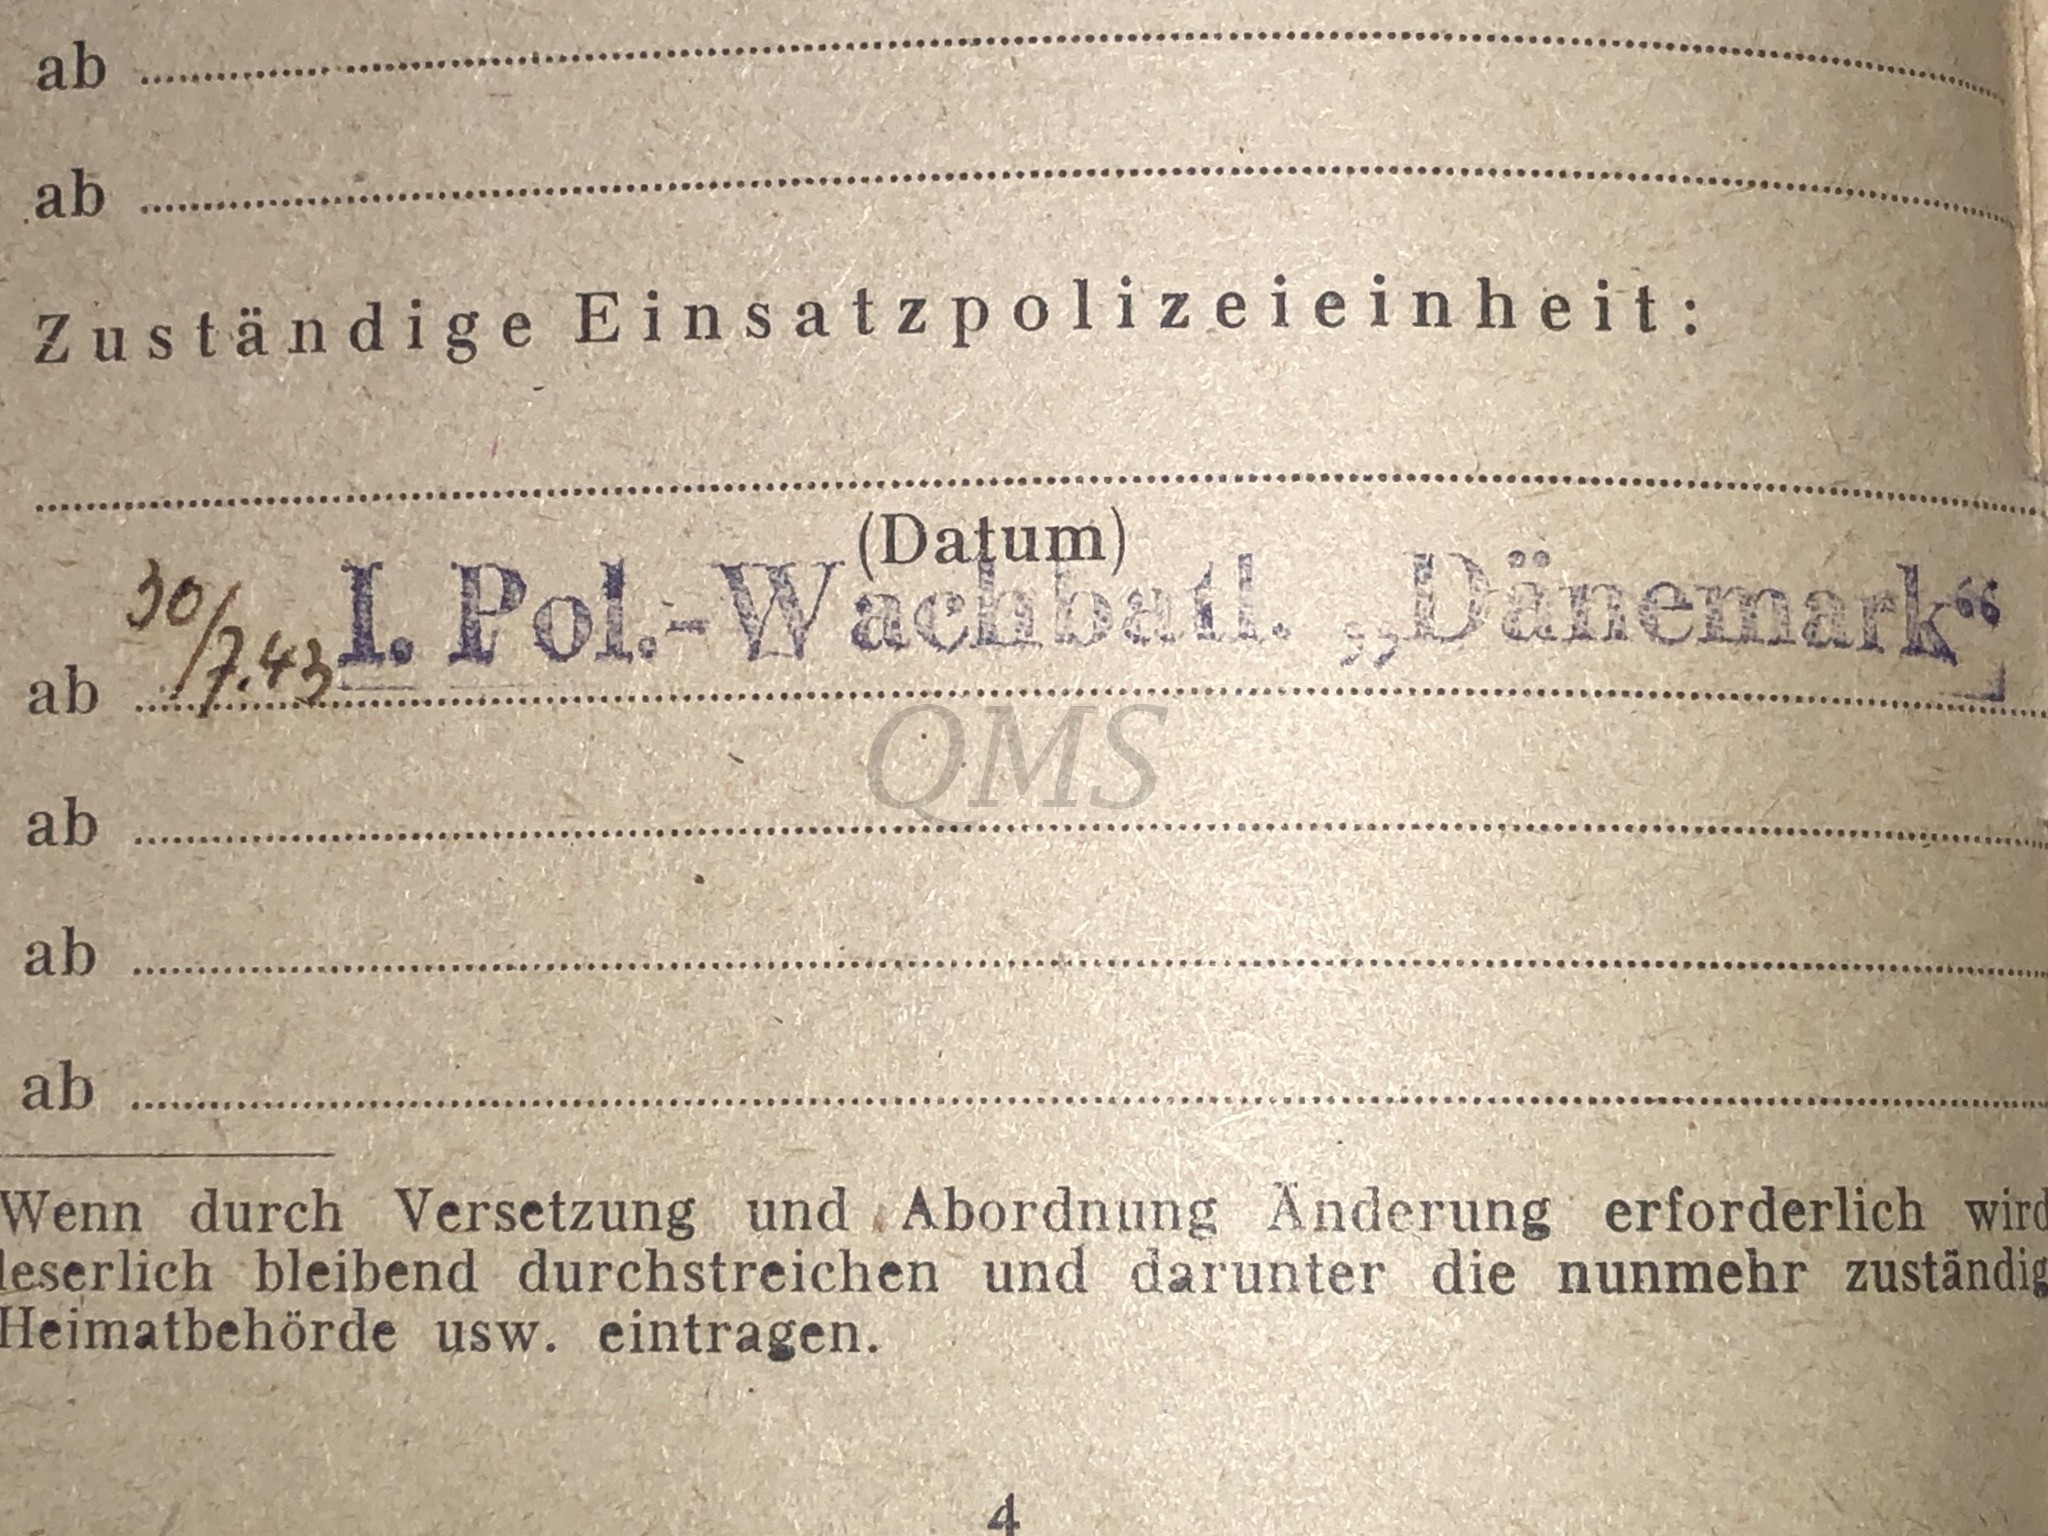 ab
ab
Zuständige Einsatzpolizeieinheit:
(Datum)
ab 30/7.43 I. Pol.-Wachbatl. „Dänemark“
QMS
ab
ab
ab
Wenn durch Versetzung und Abordnung Änderung erforderlich wird
leserlich bleibend durchstreichen und darunter die nunmehr zuständig
Heimatbehörde usw. eintragen.
4